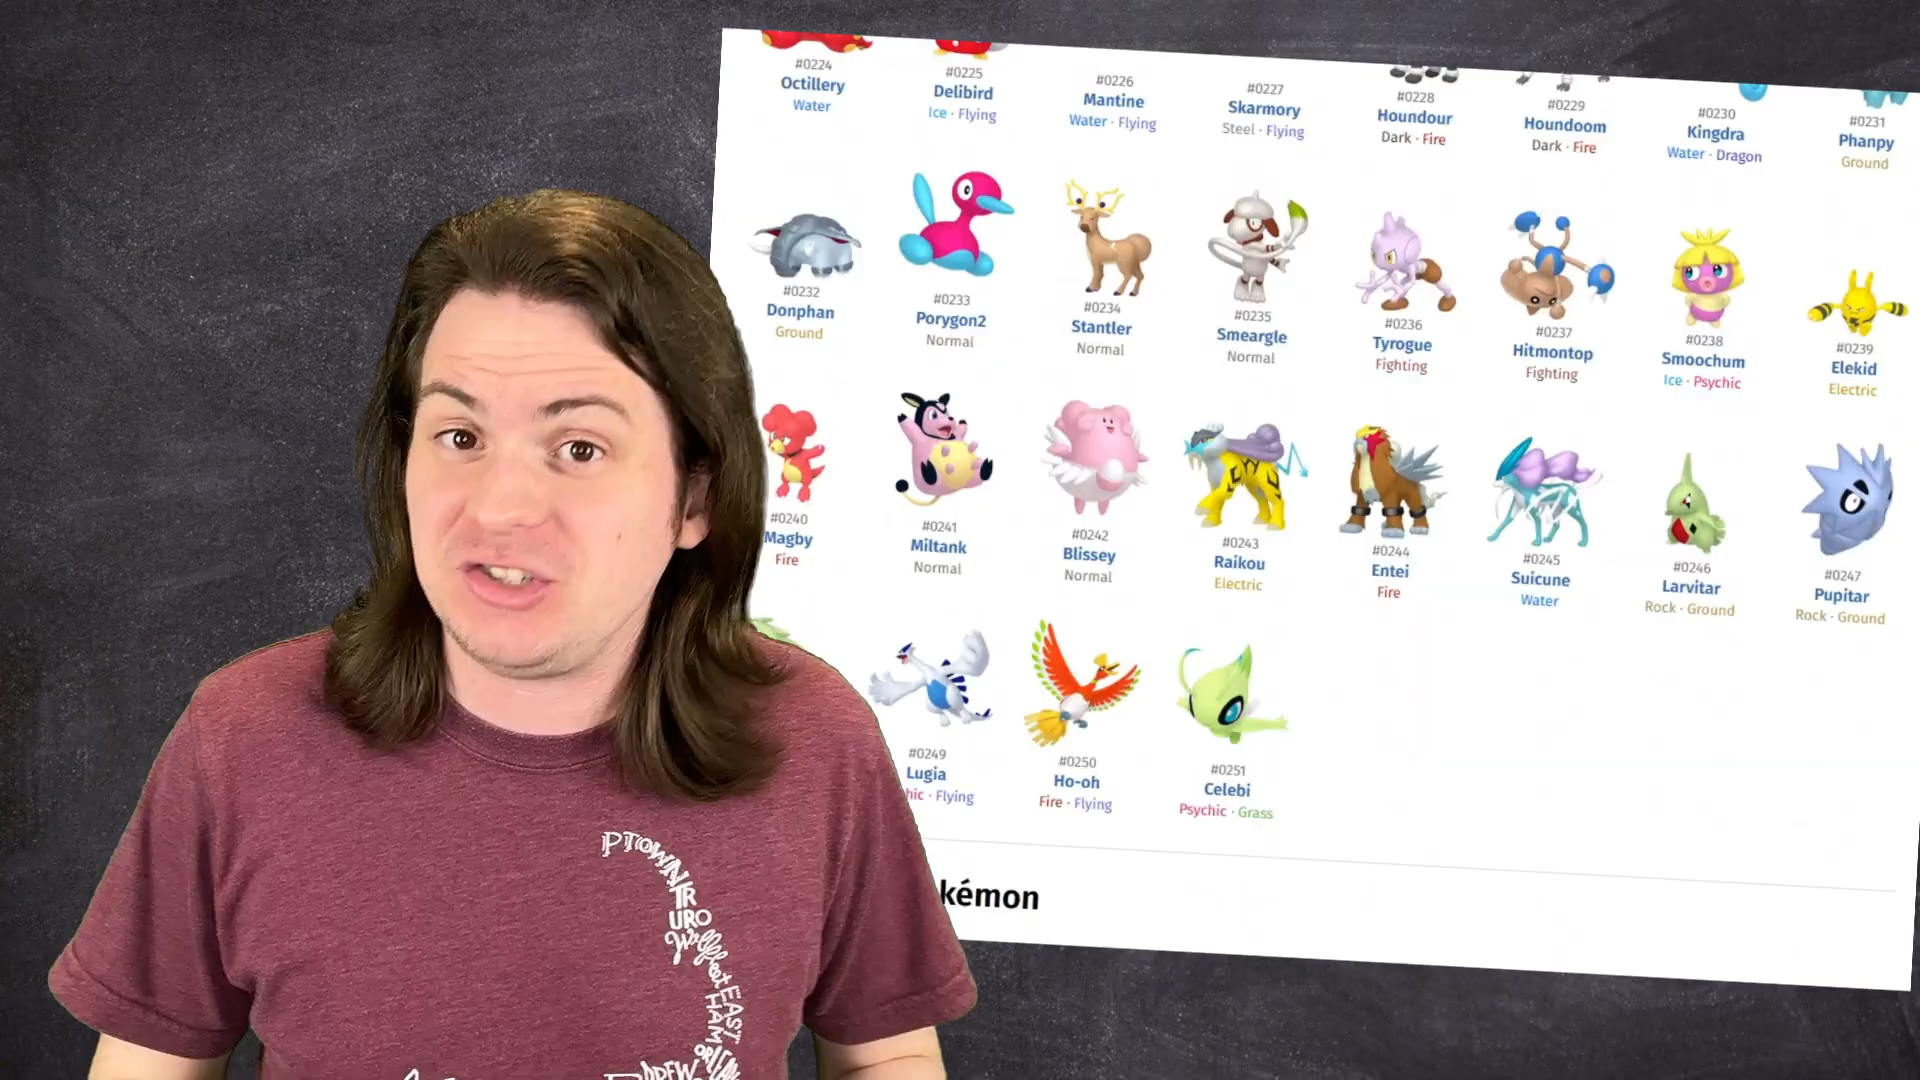 #0224
Octillery
Water
#0225
Delibird
Ice · Flying
#0226
Mantine
Water · Flying
#0227
Skarmory
Steel · Flying
#0228
Houndour
Dark · Fire
#0229
Houndoom
Dark · Fire
#0230
Kingdra
Water · Dragon
#0231
Phanpy
Ground
#0232
Donphan
Ground
#0233
Porygon2
Normal
#0234
Stantler
Normal
#0235
Smeargle
Normal
#0236
Tyrogue
Fighting
#0237
Hitmontop
Fighting
#0238
Smoochum
Ice · Psychic
#0239
Elekid
Electric
#0240
Magby
Fire
#0241
Miltank
Normal
#0242
Blissey
Normal
#0243
Raikou
Electric
#0244
Entei
Fire
#0245
Suicune
Water
#0246
Larvitar
Rock · Ground
#0247
Pupitar
Rock · Ground
#0249
Lugia
hic · Flying
#0250
Ho-oh
Fire · Flying
#0251
Celebi
Psychic · Grass
kémon
PTOWN
TRURO
Wellfleet
EAST
HAM